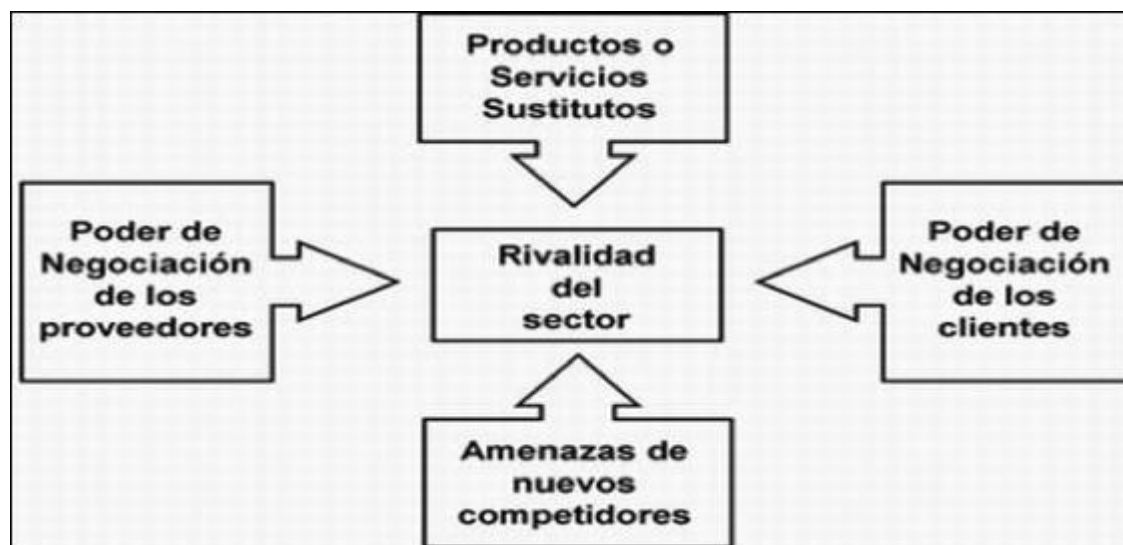 Productos o
Servicios
Sustitutos
Poder de
Negociación
de los
proveedores
Rivalidad
del
sector
Poder de
Negociación
de los
clientes
Amenazas de
nuevos
competidores